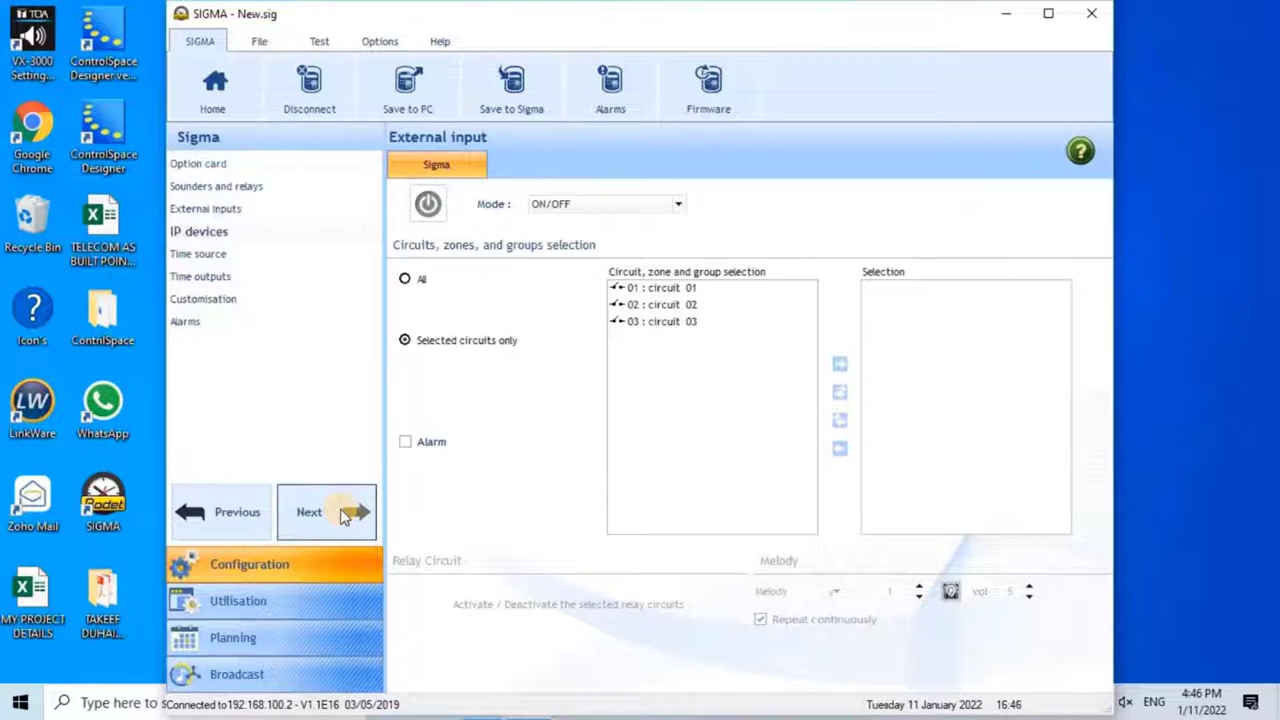 TOA
VX-3000
Setting...
ControlSpace
Designer ve...
Google
Chrome
ControlSpace
Designer
Recycle Bin
TELECOM AS
BUILT POIN...
Icon's
ContrlSpace
LW
LinkWare
WhatsApp
Zoho Mail
Bodet
SIGMA
MY PROJECT
DETAILS
TAKEEF
DUHAI...
SIGMA - New.sig
SIGMA File Test Options Help
Home Disconnect Save to PC Save to Sigma Alarms Firmware
Sigma
Option card
Sounders and relays
External inputs
IP devices
Time source
Time outputs
Customisation
Alarms
Previous Next
Configuration
Utilisation
Planning
Broadcast
External input
Sigma
Mode : ON/OFF
Circuits, zones, and groups selection
All
Selected circuits only
Alarm
Circuit, zone and group selection
01 : circuit 01
02 : circuit 02
03 : circuit 03
Selection
Relay Circuit
Activate / Deactivate the selected relay circuits
Melody
Melody 1 vol 5
Repeat continuously
Connected to192.168.100.2 - V1.1E16 03/05/2019
Tuesday 11 January 2022 16:46
Type here to s
ENG
4:46 PM
1/11/2022